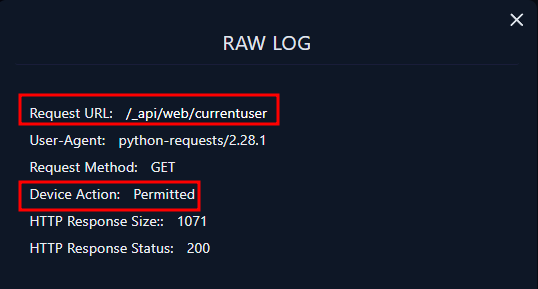 RAW LOG
Request URL: /_api/web/currentuser
User-Agent: python-requests/2.28.1
Request Method: GET
Device Action: Permitted
HTTP Response Size:: 1071
HTTP Response Status: 200